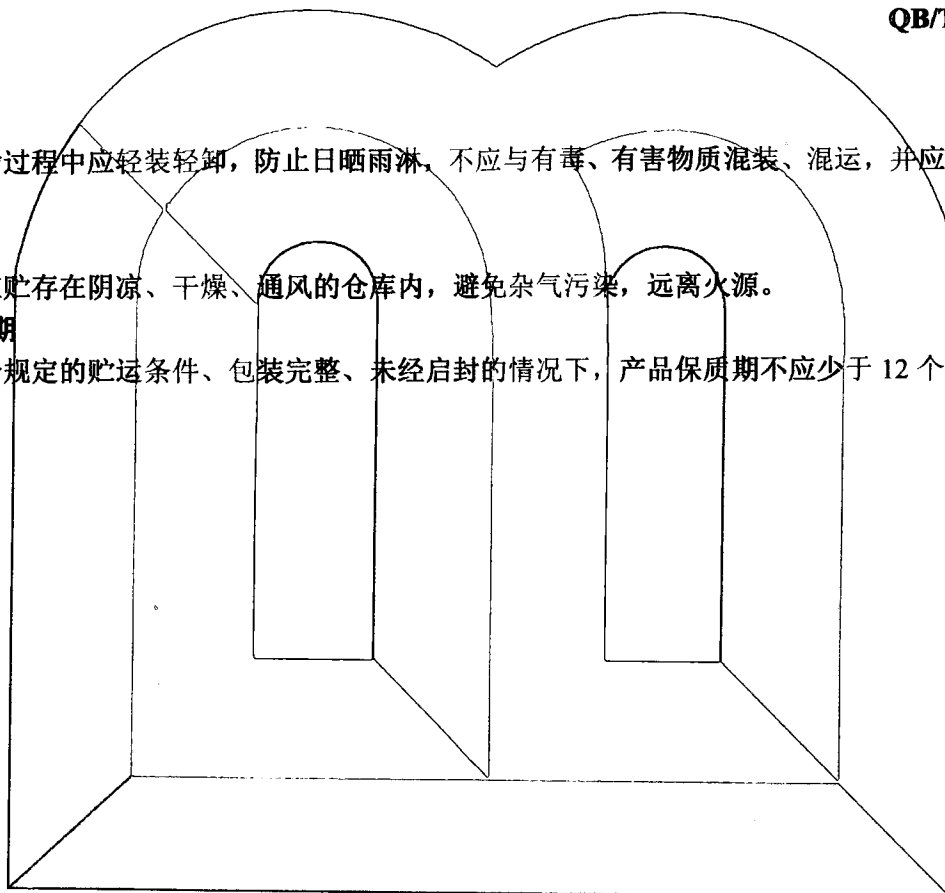 QB/T
过程中应轻装轻卸，防止日晒雨淋，不应与有毒、有害物质混装、混运，并应
贮存在阴凉、干燥、通风的仓库内，避免杂气污染，远离火源。
期
规定的贮运条件、包装完整、未经启封的情况下，产品保质期不应少于 12 个